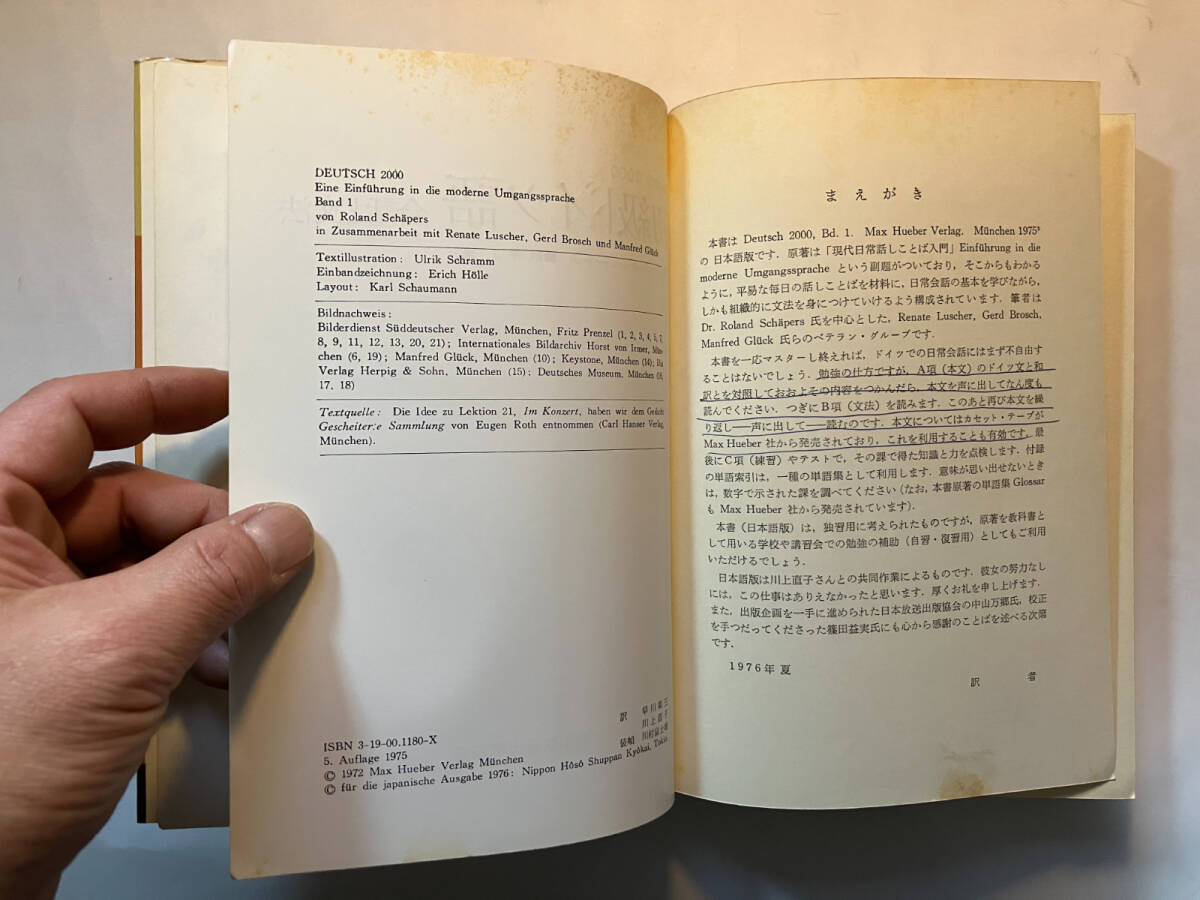 DEUTSCH 2000
Eine Einführung in die moderne Umgangssprache
Band 1
von Roland Schäpers
in Zusammenarbeit mit Renate Luscher, Gerd Brosch und Manfred Glück
Textillustration : Ulrik Schramm
Einbandzeichnung : Erich Hölle
Layout : Karl Schaumann
Bildnachweis :
Bilderdienst Süddeutscher Verlag, München, Fritz Prenzel (1, 2, 3, 4, 5, 7,
8, 9, 11, 12, 13, 20, 21) ; Internationales Bildarchiv Horst von Irmer, Mün-
chen (6, 19) ; Manfred Glück, München (10) ; Keystone, München (14) ; Dia
Verlag Herpig & Sohn, München (15) ; Deutsches Museum, München (16,
17, 18)
Textquelle : Die Idee zu Lektion 21, Im Konzert, haben wir dem Gedicht
Sammlung von Eugen Roth entnommen (Carl Hanser Verlag,
München).
訳
川上直子
装幀
ISBN 3-19-00.1180-X
5. Auflage 1975
© 1972 Max Hueber Verlag München
© für die japanische Ausgabe 1976 : Nippon Hôsô Shuppan Kyôkai, Tokio
まえがき
本書は Deutsch 2000, Bd. 1. Max Hueber Verlag. München 1975⁵
の 日本語版です．原著は「現代日常話しことば入門」Einführung in die
moderne Umgangssprache という副題がついており，そこからもわかる
ように，平易な毎日の話しことばを材料に，日常会話の基本を学びながら，
しかも組織的に文法を身につけていけるよう構成されています．筆者は
Dr. Roland Schäpers 氏を中心とした，Renate Luscher, Gerd Brosch,
Manfred Glück 氏らのベテラン・グループです．
本書を一応マスターし終えれば，ドイツでの日常会話にはまず不自由す
ることはないでしょう．勉強の仕方ですが，A項（本文）のドイツ文と和
訳とを対照しておおよその内容をつかんだら，本文を声に出してなん度も
読んでください．つぎにB項（文法）を読みます．このあと再び本文を繰
り返し──声に出して──読むのです．本文についてはカセット・テープが
Max Hueber 社から発売されており，これを利用することも有効です．最
後にC項（練習）やテストで，その課で得た知識と力を点検します．付録
の単語索引は，一種の単語集として利用します．意味が思い出せないとき
は，数字で示された課を調べてください（なお，本書原著の単語集 Glossar
も Max Hueber 社から発売されています）．
本書（日本語版）は，独習用に考えられたものですが，原著を教科書と
して用いる学校や講習会での勉強の補助（自習・復習用）としてもご利用
いただけるでしょう．
日本語版は川上直子さんとの共同作業によるものです．彼女の努力なし
には，この仕事はありえなかったと思います．厚くお礼を申し上げます．
また，出版企画を一手に進められた日本放送出版協会の中山万郷氏，校正
を手つだってくださった篠田益実氏にも心から感謝のことばを述べる次第
です．
1976年 夏
訳 者